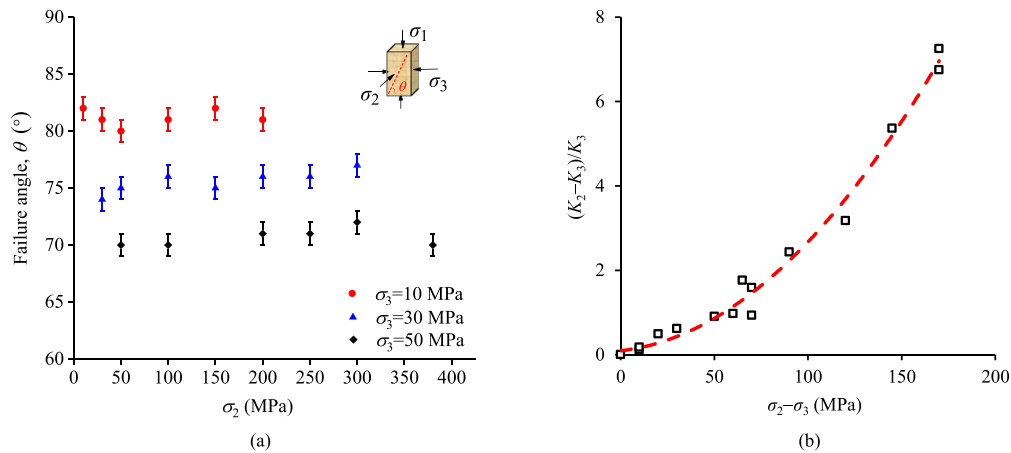 90
85
80
75
70
65
60
Failure angle, θ (°)
0 50 100 150 200 250 300 350 400
σ₂ (MPa)
σ₁
σ₂
σ₃
θ
σ₃=10 MPa
σ₃=30 MPa
σ₃=50 MPa
(a)
8
6
4
2
0
(K₂−K₃)/K₃
0 50 100 150 200
σ₂−σ₃ (MPa)
(b)